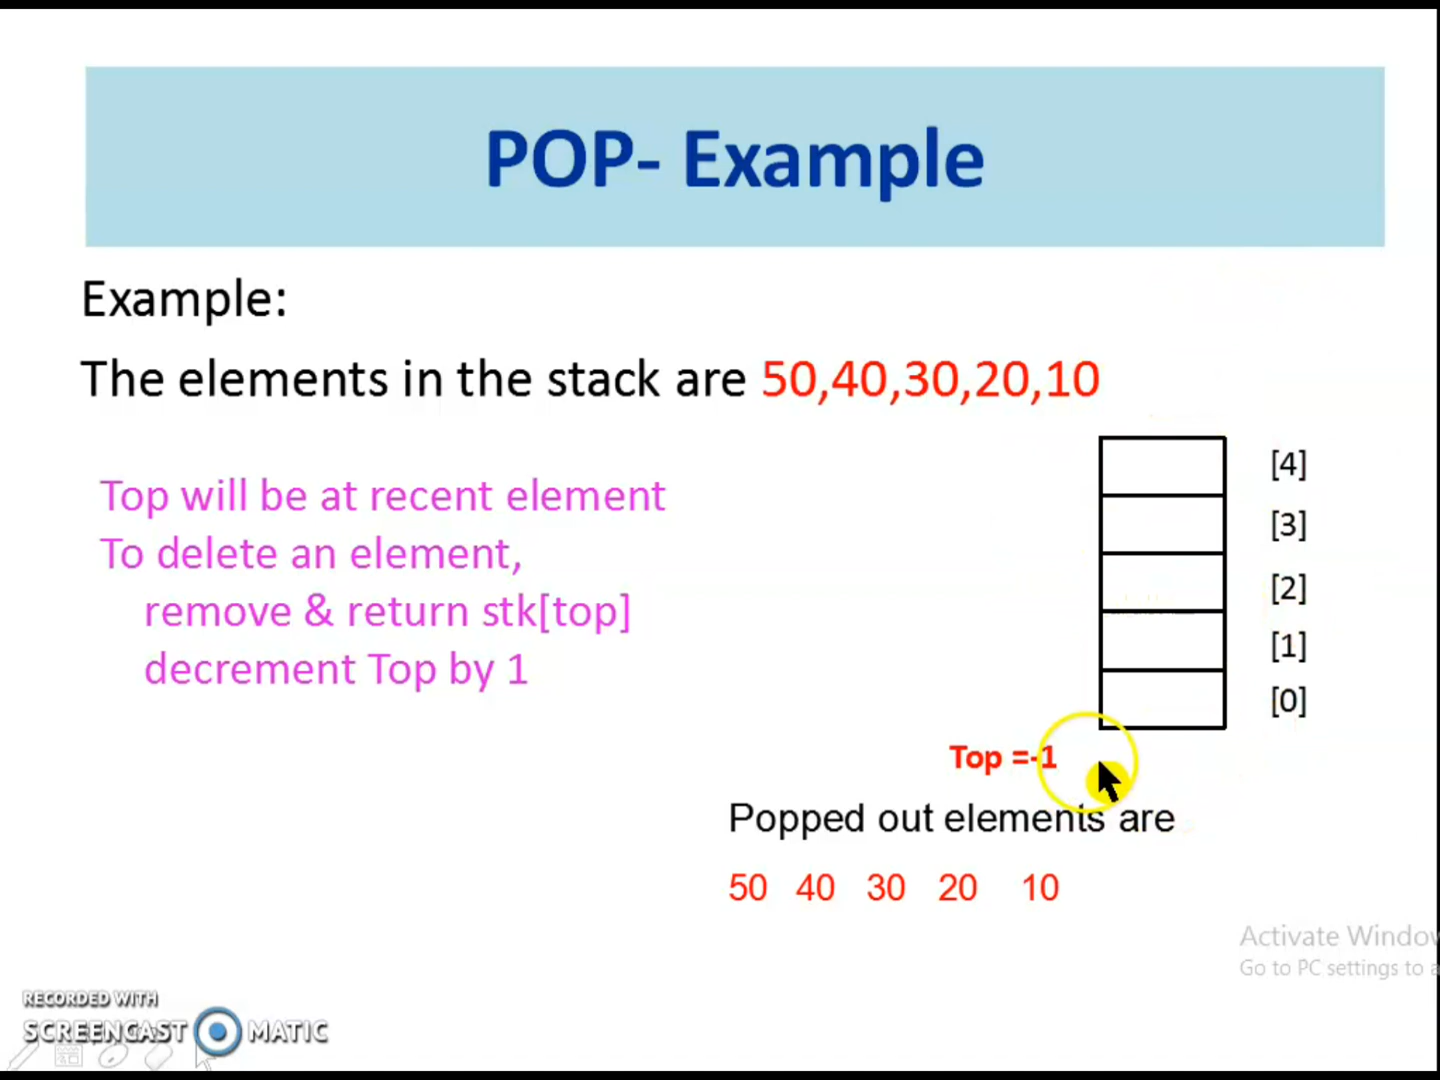 POP- Example
Example:
The elements in the stack are 50,40,30,20,10
Top will be at recent element
To delete an element,
remove & return stk[top]
decrement Top by 1
[4]
[3]
[2]
[1]
[0]
Top =-1
Popped out elements are
50 40 30 20 10
Activate Windo
Go to PC settings to a
RECORDED WITH
SCREENCAST MATIC